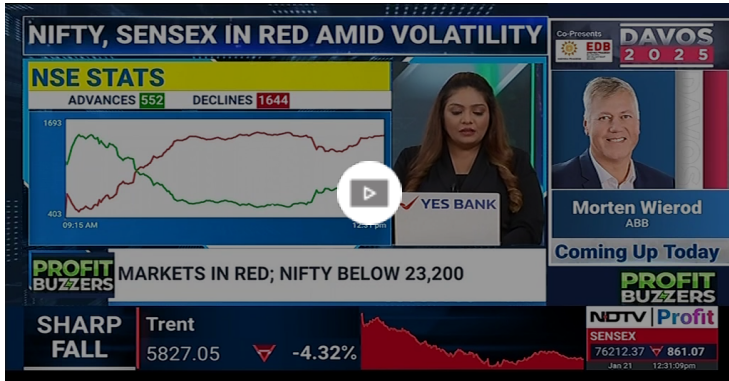 NIFTY, SENSEX IN RED AMID VOLATILITY
NSE STATS
ADVANCES 552 DECLINES 1644
1693
403
09:15 AM
12:31 pm
YES BANK
Co-Presents
EDB
DAVOS
2025
Morten Wierod
ABB
Coming Up Today
PROFIT
BUZZERS
MARKETS IN RED; NIFTY BELOW 23,200
PROFIT
BUZZERS
SHARP
FALL
Trent
5827.05 -4.32%
NDTV Profit
SENSEX
76212.37 861.07
Jan 21 12:31:09pm